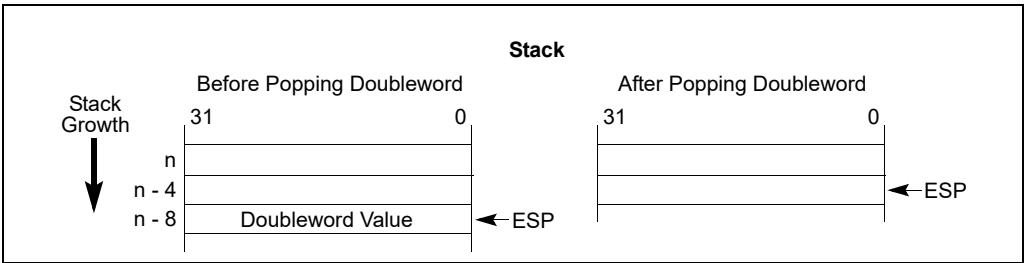 Stack
Before Popping Doubleword After Popping Doubleword
Stack
Growth
31 0 31 0
n
n - 4 ESP
n - 8 Doubleword Value ESP